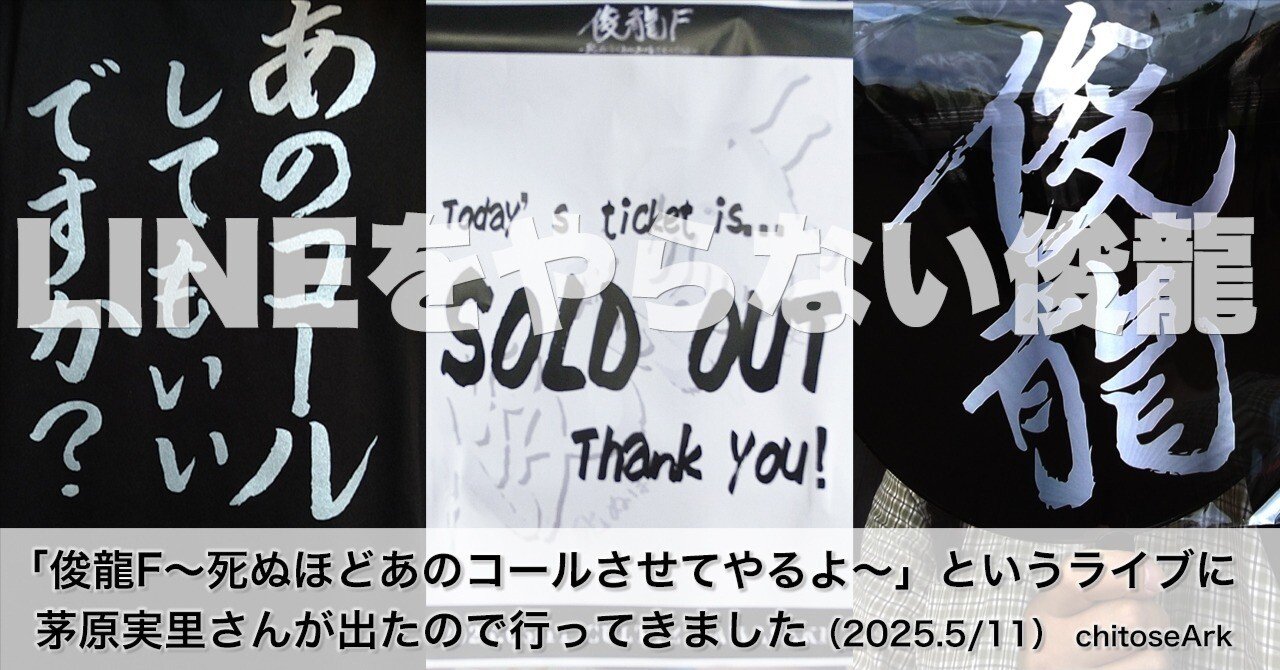 あのコール
してもいい
ですか？
俊龍F
Today's ticket is...
SOLD OUT
Thank you!
俊龍
LINEをやらない俊龍
「俊龍F〜死ぬほどあのコールさせてやるよ〜」というライブに
茅原実里さんが出たので行ってきました（2025.5/11） chitoseArk